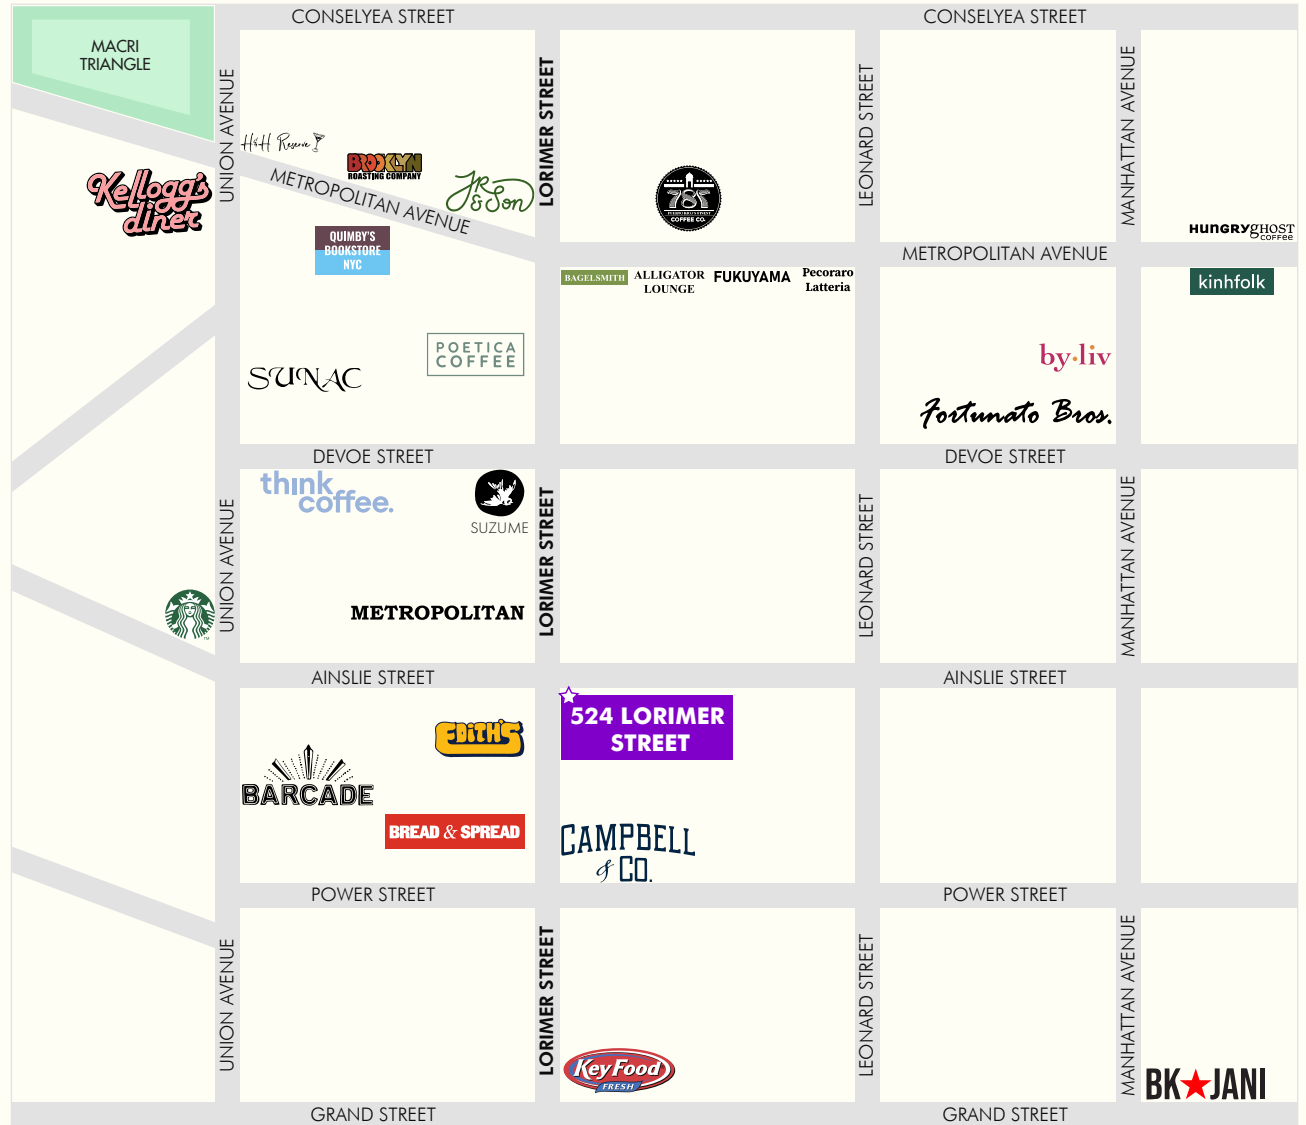 CONSELYEA STREET
CONSELYEA STREET
MACRI
TRIANGLE
UNION AVENUE
LORIMER STREET
LEONARD STREET
MANHATTAN AVENUE
H&H Reserve
BROOKLYN
ROASTING COMPANY
JR
& Son
Kellogg's
diner
METROPOLITAN AVENUE
787
COFFEE CO.
HUNGRYGHOST
COFFEE
QUIMBY'S
BOOKSTORE
NYC
METROPOLITAN AVENUE
BAGELSMITH
ALLIGATOR
LOUNGE
FUKUYAMA
Pecoraro
Latteria
kinhfolk
POETICA
COFFEE
SUNAC
by·liv
Fortunato Bros.
DEVOE STREET
DEVOE STREET
think
coffee.
SUZUME
UNION AVENUE
LORIMER STREET
LEONARD STREET
MANHATTAN AVENUE
METROPOLITAN
AINSLIE STREET
AINSLIE STREET
524 LORIMER
STREET
EDITH'S
BARCADE
BREAD & SPREAD
CAMPBELL
& CO.
POWER STREET
POWER STREET
UNION AVENUE
LORIMER STREET
LEONARD STREET
MANHATTAN AVENUE
Key Food
FRESH
BK★JANI
GRAND STREET
GRAND STREET